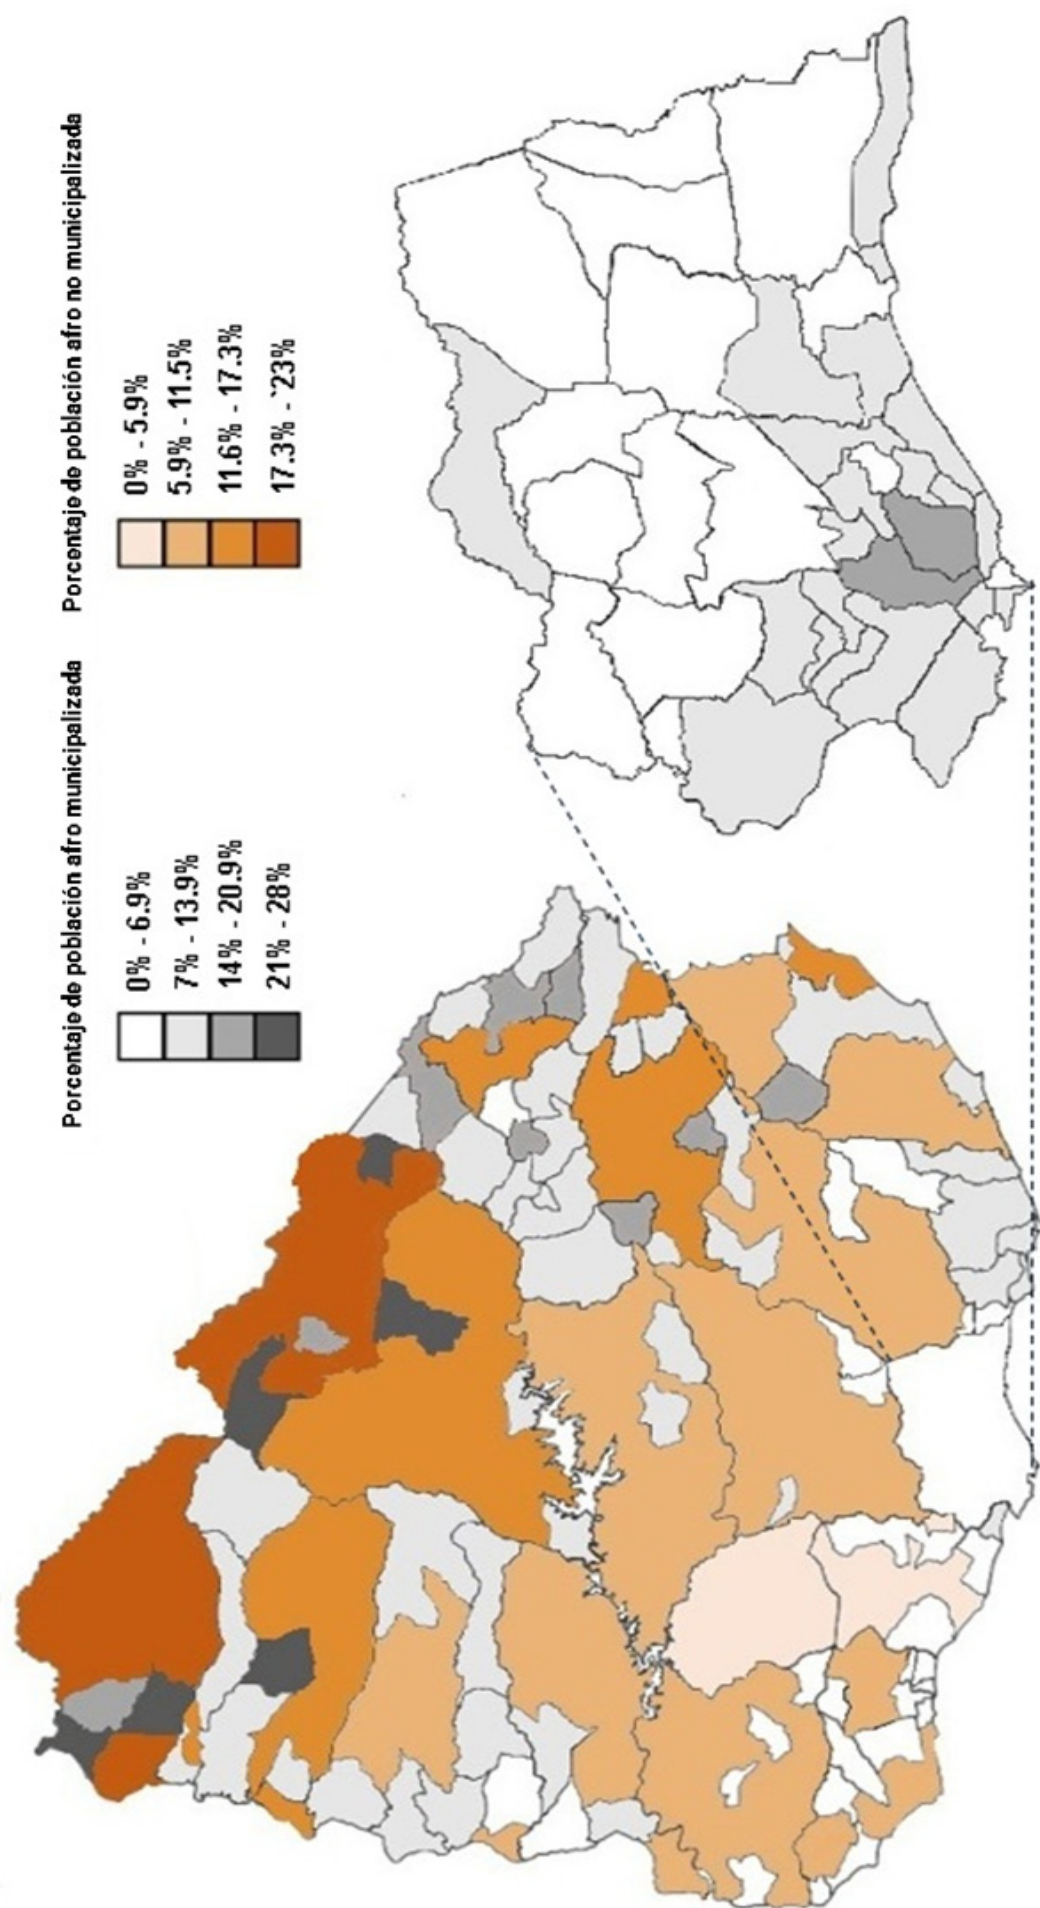 Porcentaje de población afro municipalizada
0% - 6.9%
7% - 13.9%
14% - 20.9%
21% - 28%
Porcentaje de población afro no municipalizada
0% - 5.9%
5.9% - 11.5%
11.6% - 17.3%
17.3% - `23%